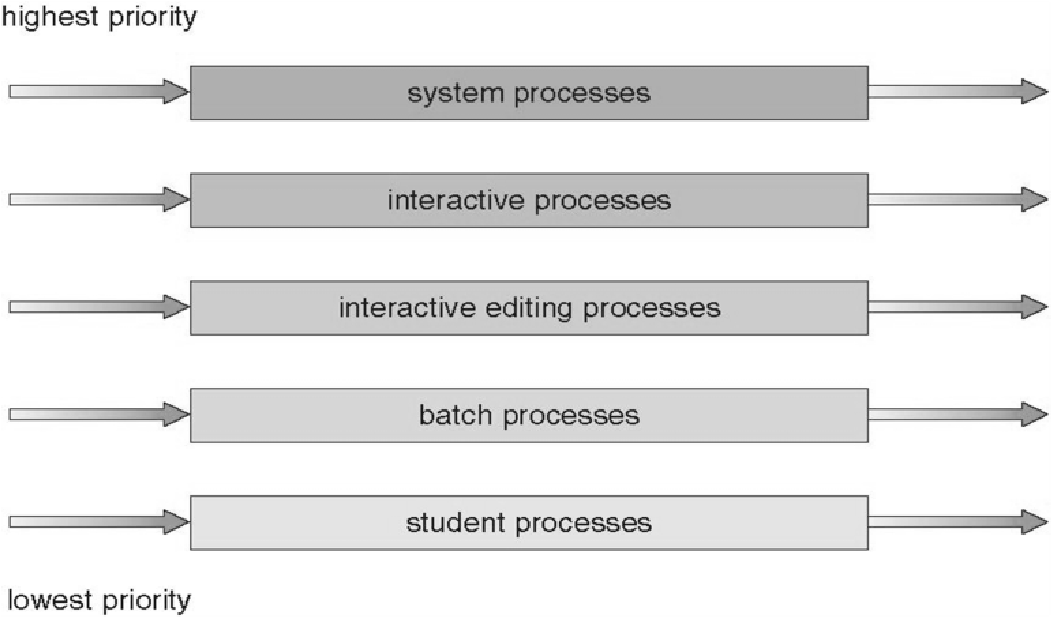 highest priority
system processes
interactive processes
interactive editing processes
batch processes
student processes
lowest priority